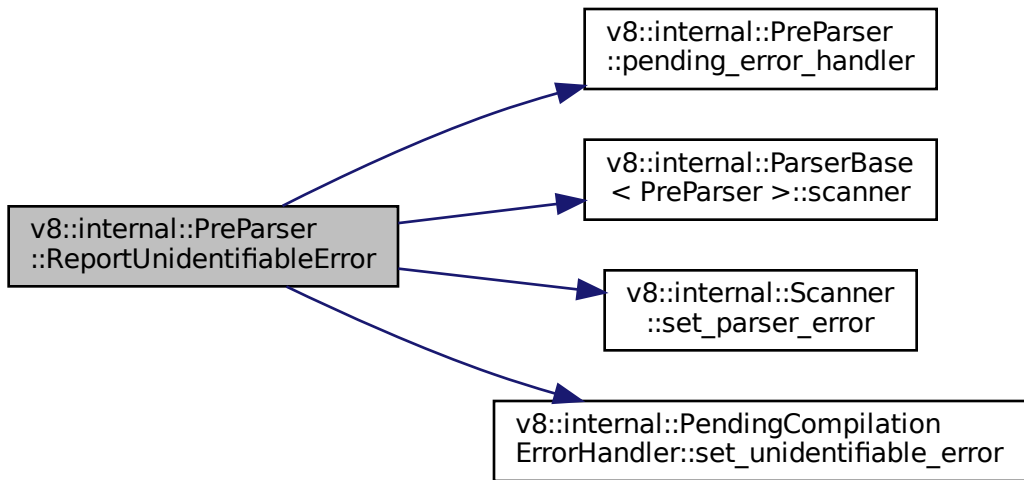 v8::internal::PreParser
::ReportUnidentifiableError
v8::internal::PreParser
::pending_error_handler
v8::internal::ParserBase
< PreParser >::scanner
v8::internal::Scanner
::set_parser_error
v8::internal::PendingCompilation
ErrorHandler::set_unidentifiable_error